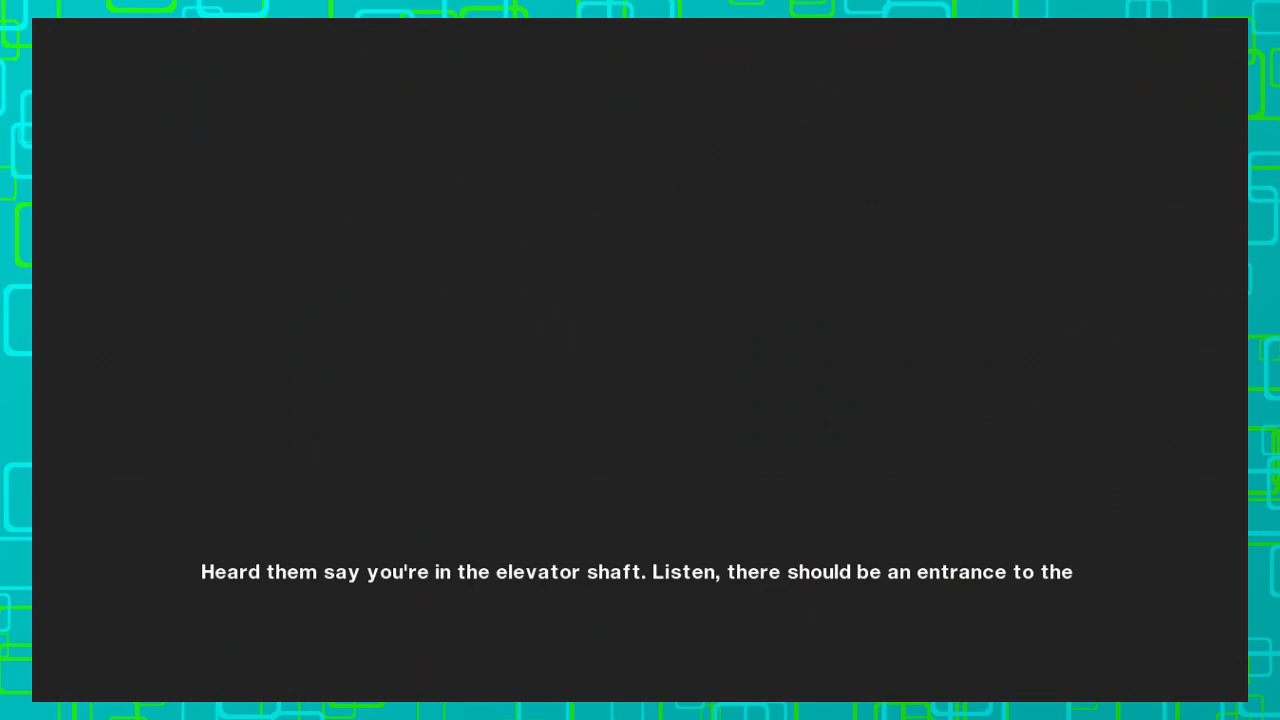 Heard them say you're in the elevator shaft. Listen, there should be an entrance to the